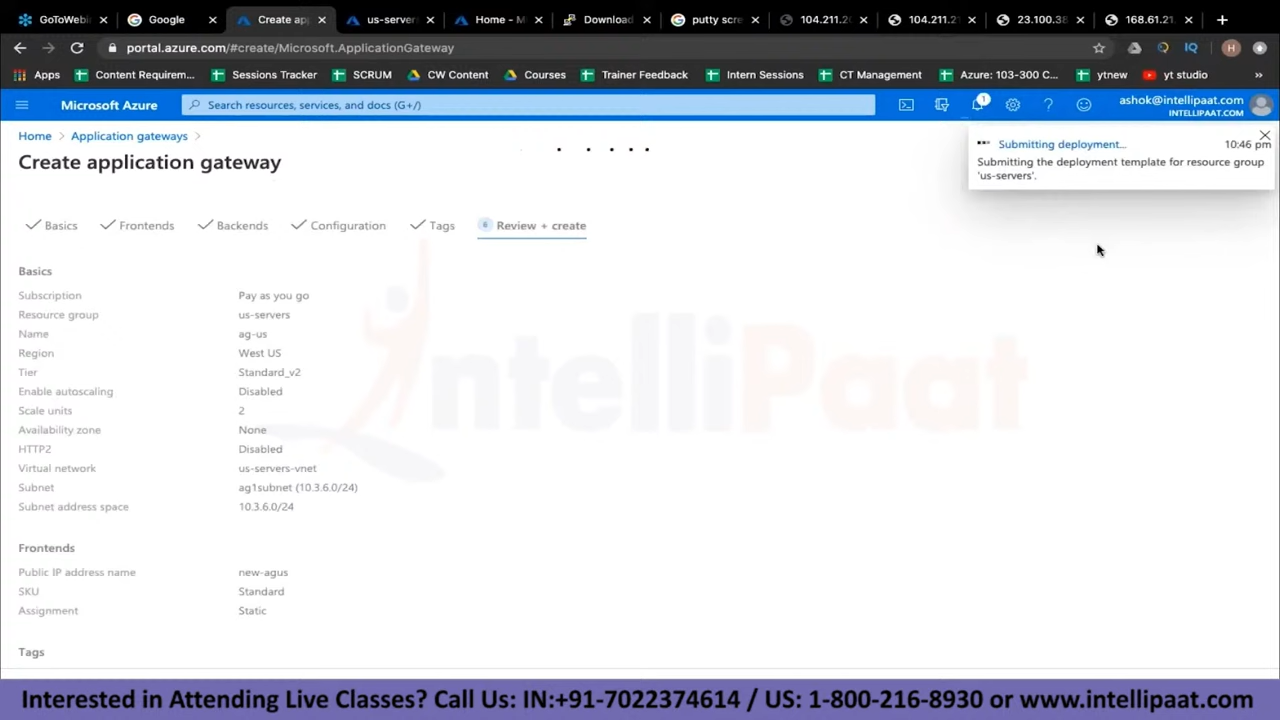 GoToWebin
Google
Create ap
us-server
Home - M
Download
putty scre
104.211.20
104.211.2
23.100.38
168.61.21
portal.azure.com/#create/Microsoft.ApplicationGateway
H
Apps
Content Requirem...
Sessions Tracker
SCRUM
CW Content
Courses
Trainer Feedback
Intern Sessions
CT Management
Azure: 103-300 C...
ytnew
yt studio
»
Microsoft Azure
Search resources, services, and docs (G+/)
1
ashok@intellipaat.com
INTELLIPAAT.COM
Home > Application gateways >
Create application gateway
Submitting deployment... 10:46 pm
Submitting the deployment template for resource group
'us-servers'.
Basics
Frontends
Backends
Configuration
Tags
6 Review + create
Basics
Subscription Pay as you go
Resource group us-servers
Name ag-us
Region West US
Tier Standard_v2
Enable autoscaling Disabled
Scale units 2
Availability zone None
HTTP2 Disabled
Virtual network us-servers-vnet
Subnet ag1subnet (10.3.6.0/24)
Subnet address space 10.3.6.0/24
IntelliPaat
Frontends
Public IP address name new-agus
SKU Standard
Assignment Static
Tags
Interested in Attending Live Classes? Call Us: IN:+91-7022374614 / US: 1-800-216-8930 or www.intellipaat.com